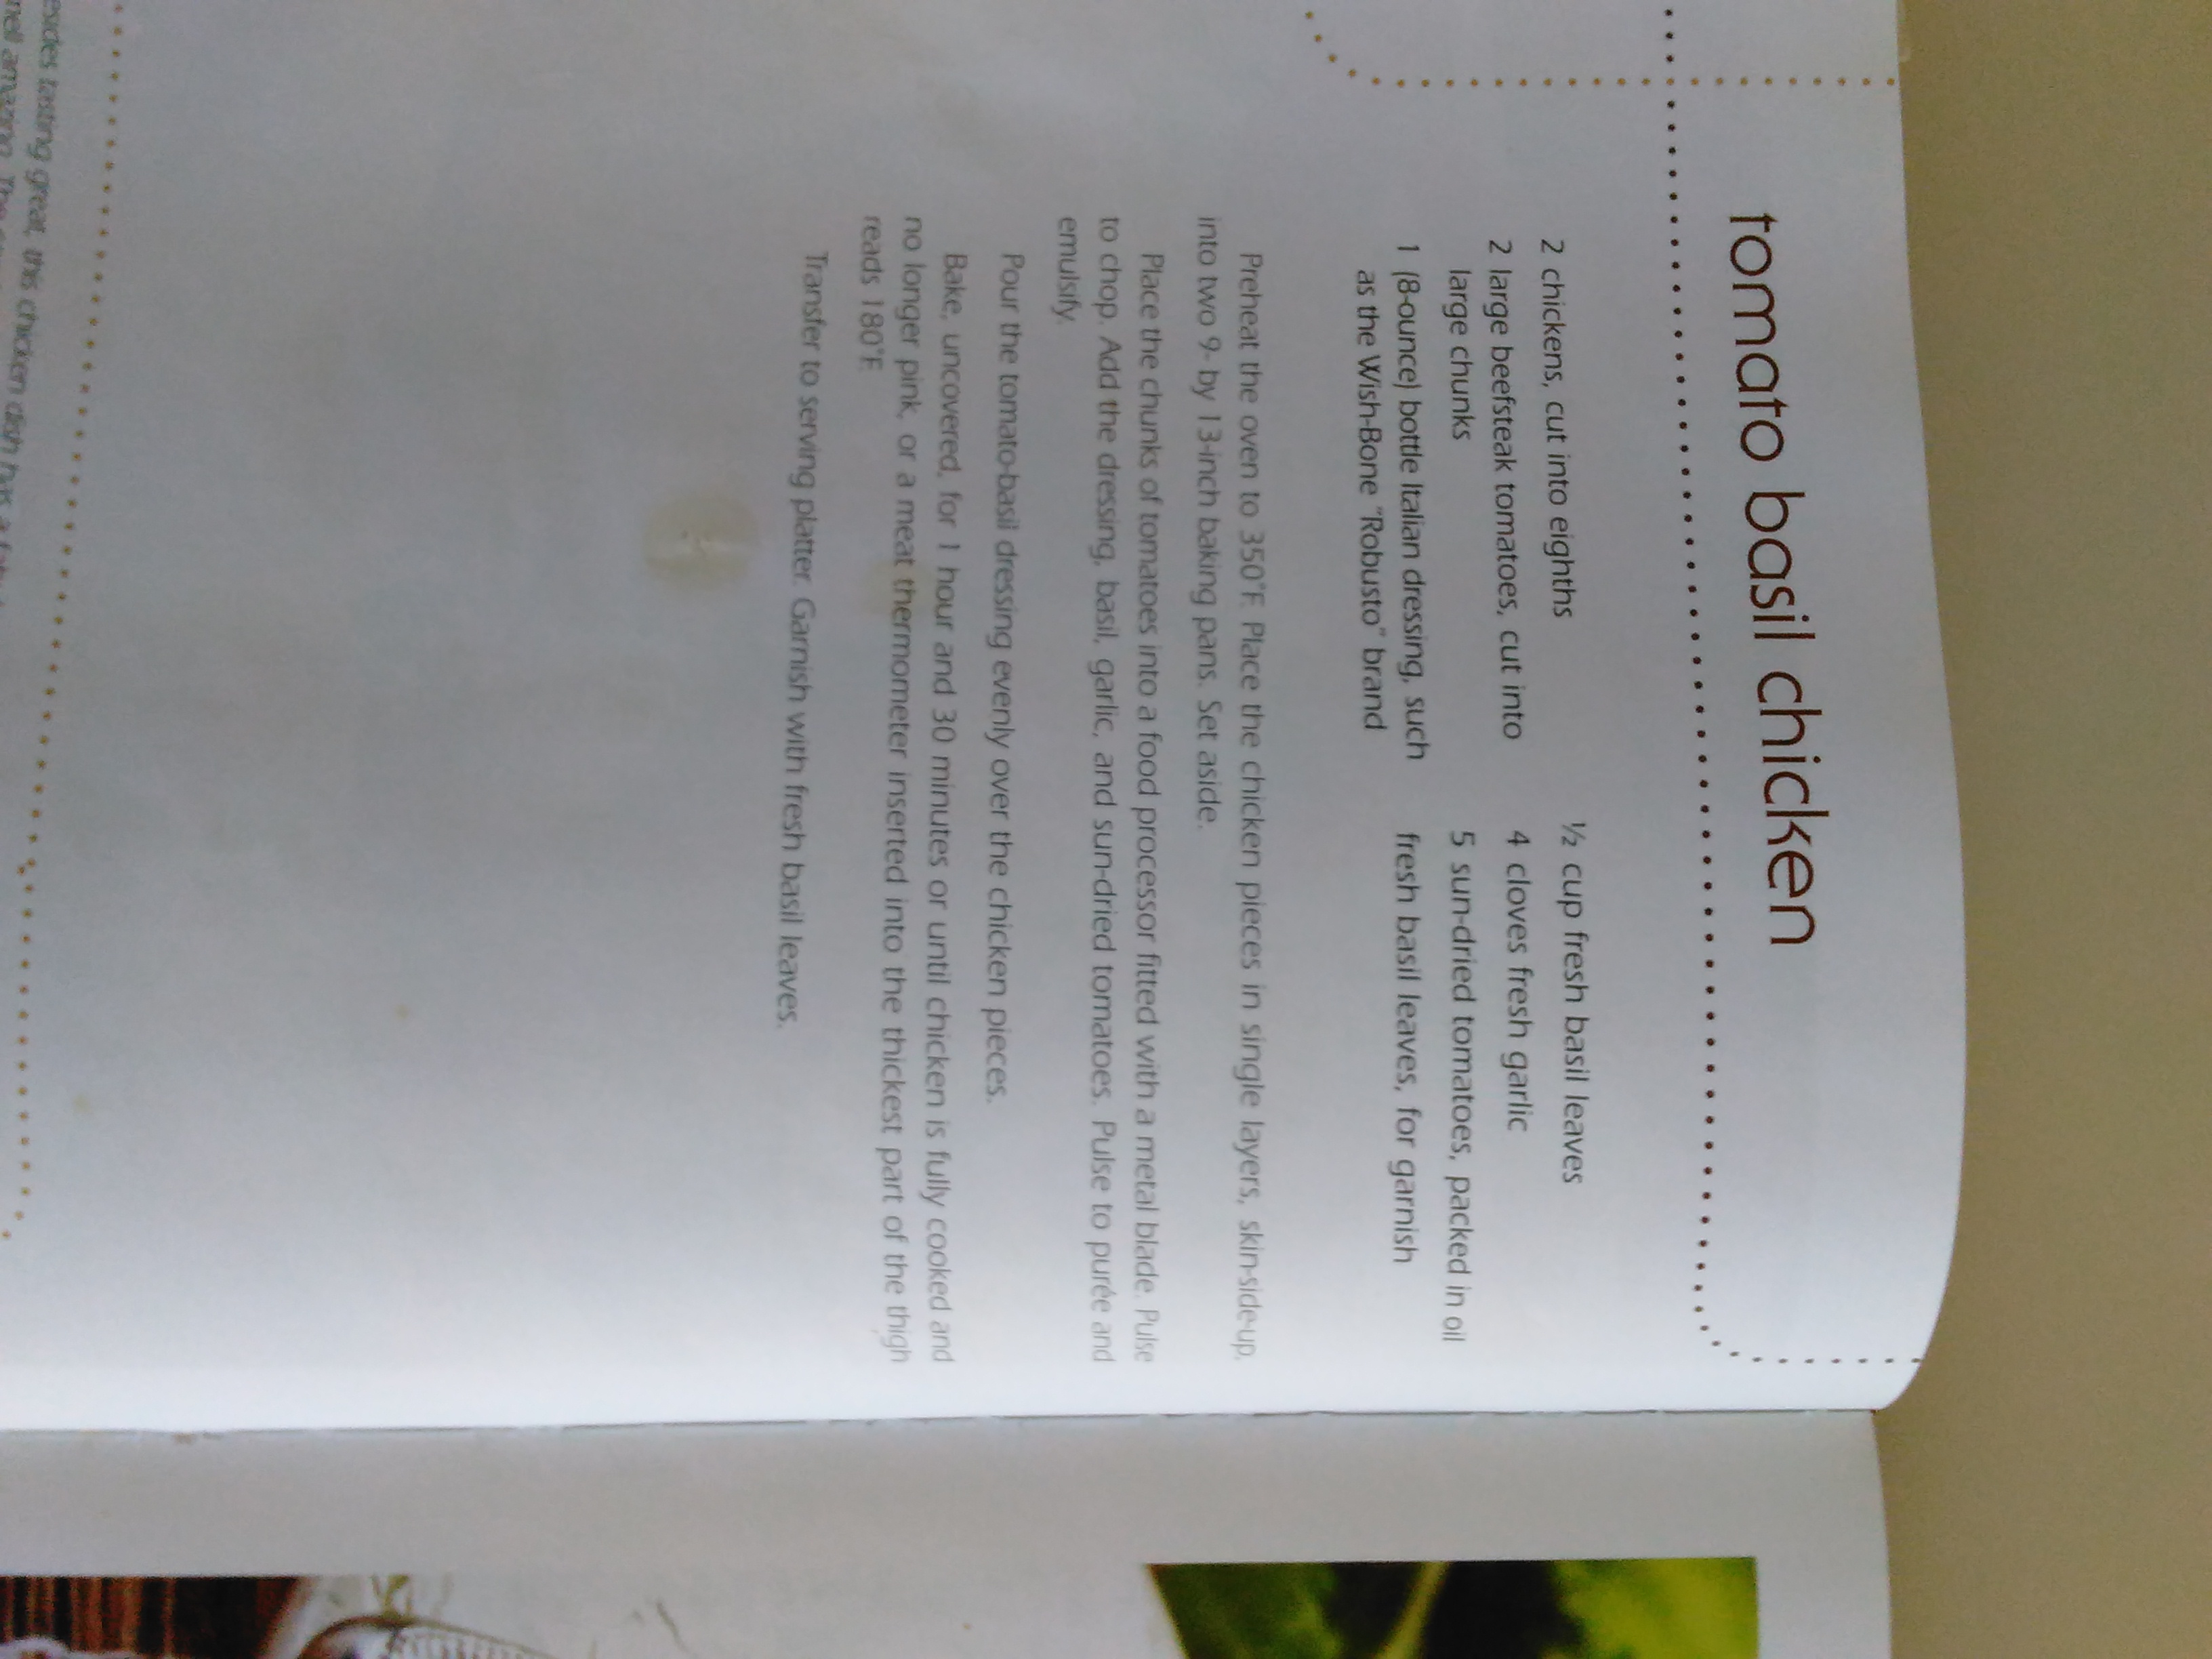 tomato basil chicken
2 chickens, cut into eighths
2 large beefsteak tomatoes, cut into
large chunks
1 (8-ounce) bottle Italian dressing, such
as the Wish-Bone "Robusto" brand
½ cup fresh basil leaves
4 cloves fresh garlic
5 sun-dried tomatoes, packed in oil
fresh basil leaves, for garnish
Preheat the oven to 350°F. Place the chicken pieces in single layers, skin-side-up,
into two 9- by 13-inch baking pans. Set aside.
Place the chunks of tomatoes into a food processor fitted with a metal blade. Pulse
to chop. Add the dressing, basil, garlic, and sun-dried tomatoes. Pulse to purée and
emulsify.
Pour the tomato-basil dressing evenly over the chicken pieces.
Bake, uncovered, for 1 hour and 30 minutes or until chicken is fully cooked and
no longer pink, or a meat thermometer inserted into the thickest part of the thigh
reads 180°F.
Transfer to serving platter. Garnish with fresh basil leaves.
esides tasting great, this chicken dish has a
mell amazing. The